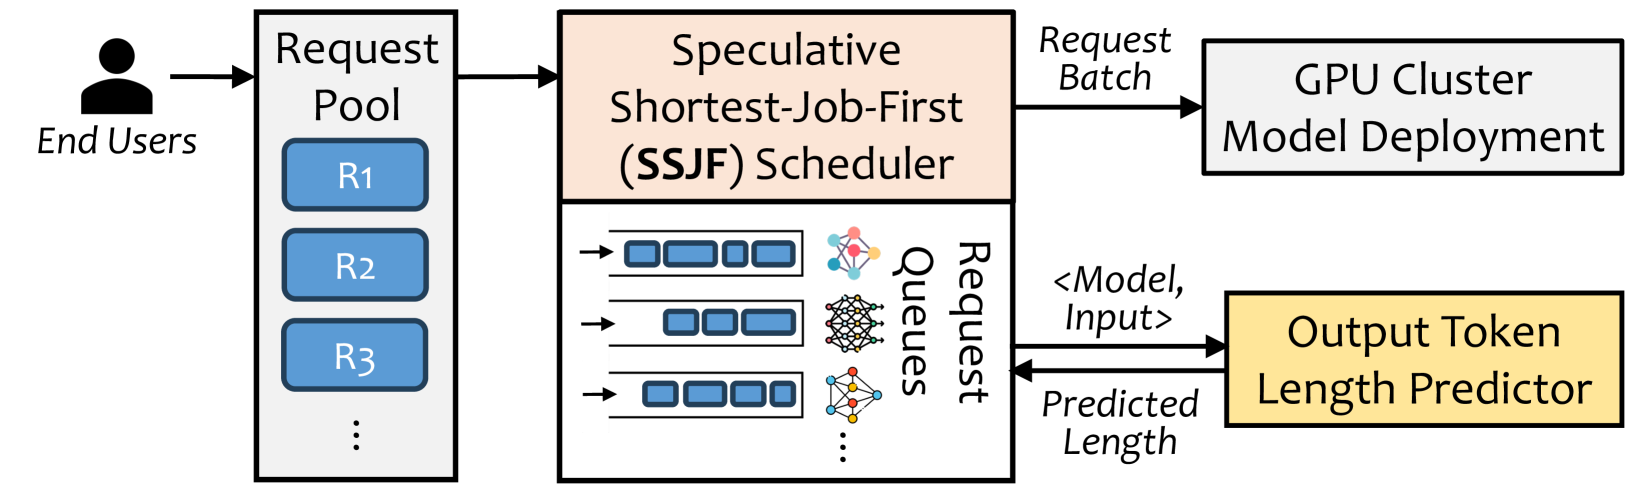 End Users
Request
Pool
R1
R2
R3
Speculative
Shortest-Job-First
(SSJF) Scheduler
Request
Queues
Request
Batch
GPU Cluster
Model Deployment
<Model,
Input>
Predicted
Length
Output Token
Length Predictor